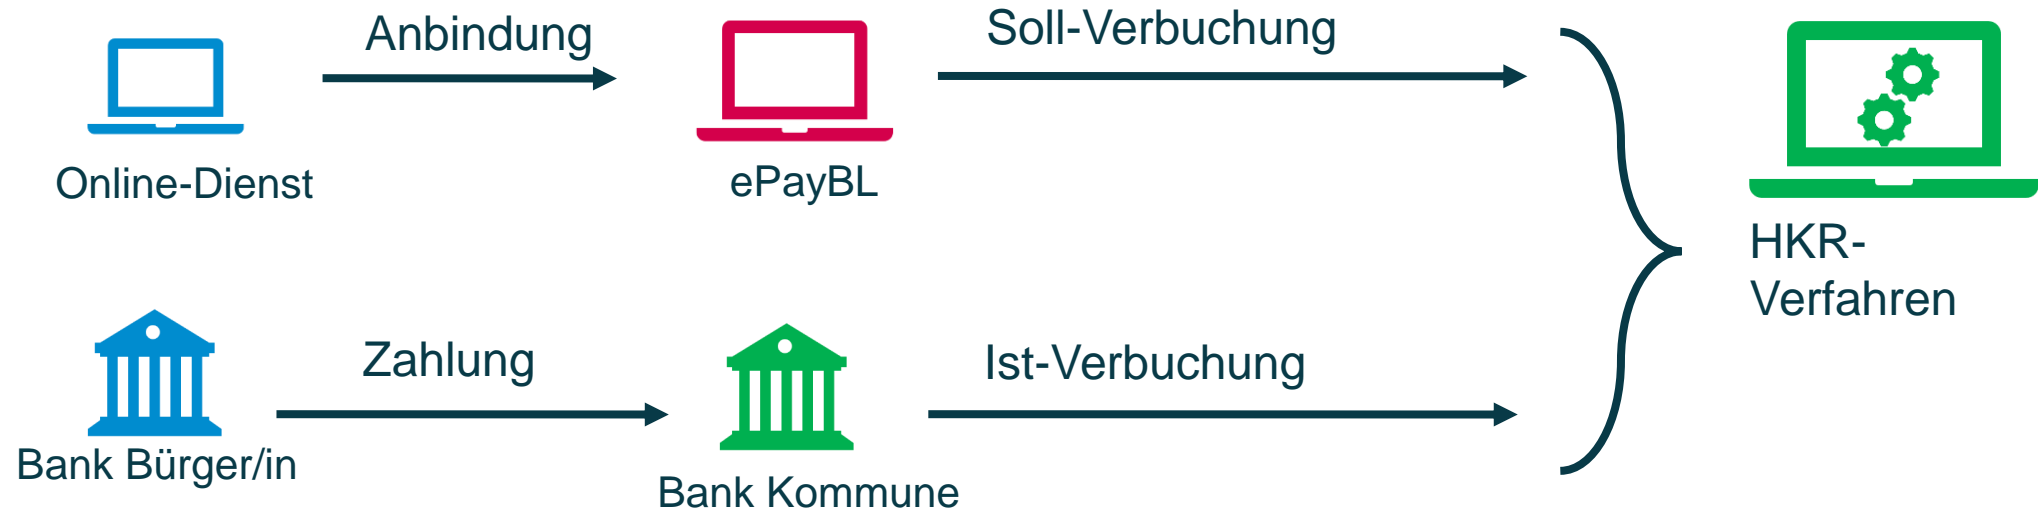 Anbindung
Soll-Verbuchung
Online-Dienst
ePayBL
HKR-
Verfahren
Zahlung
Ist-Verbuchung
Bank Bürger/in
Bank Kommune